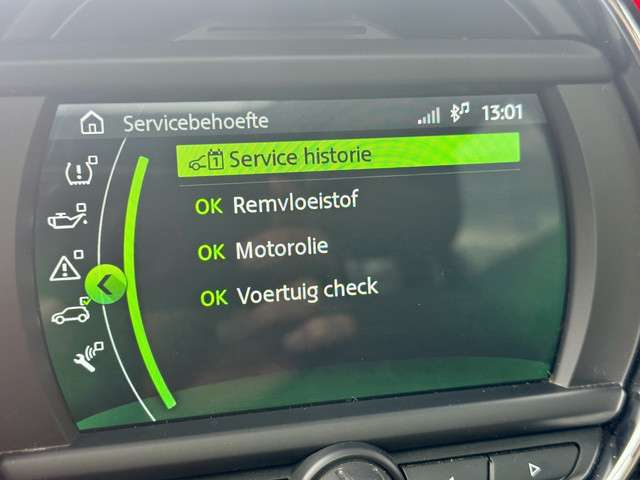 Servicebehoefte 13:01
Service historie
OK Remvloeistof
OK Motorolie
OK Voertuig check